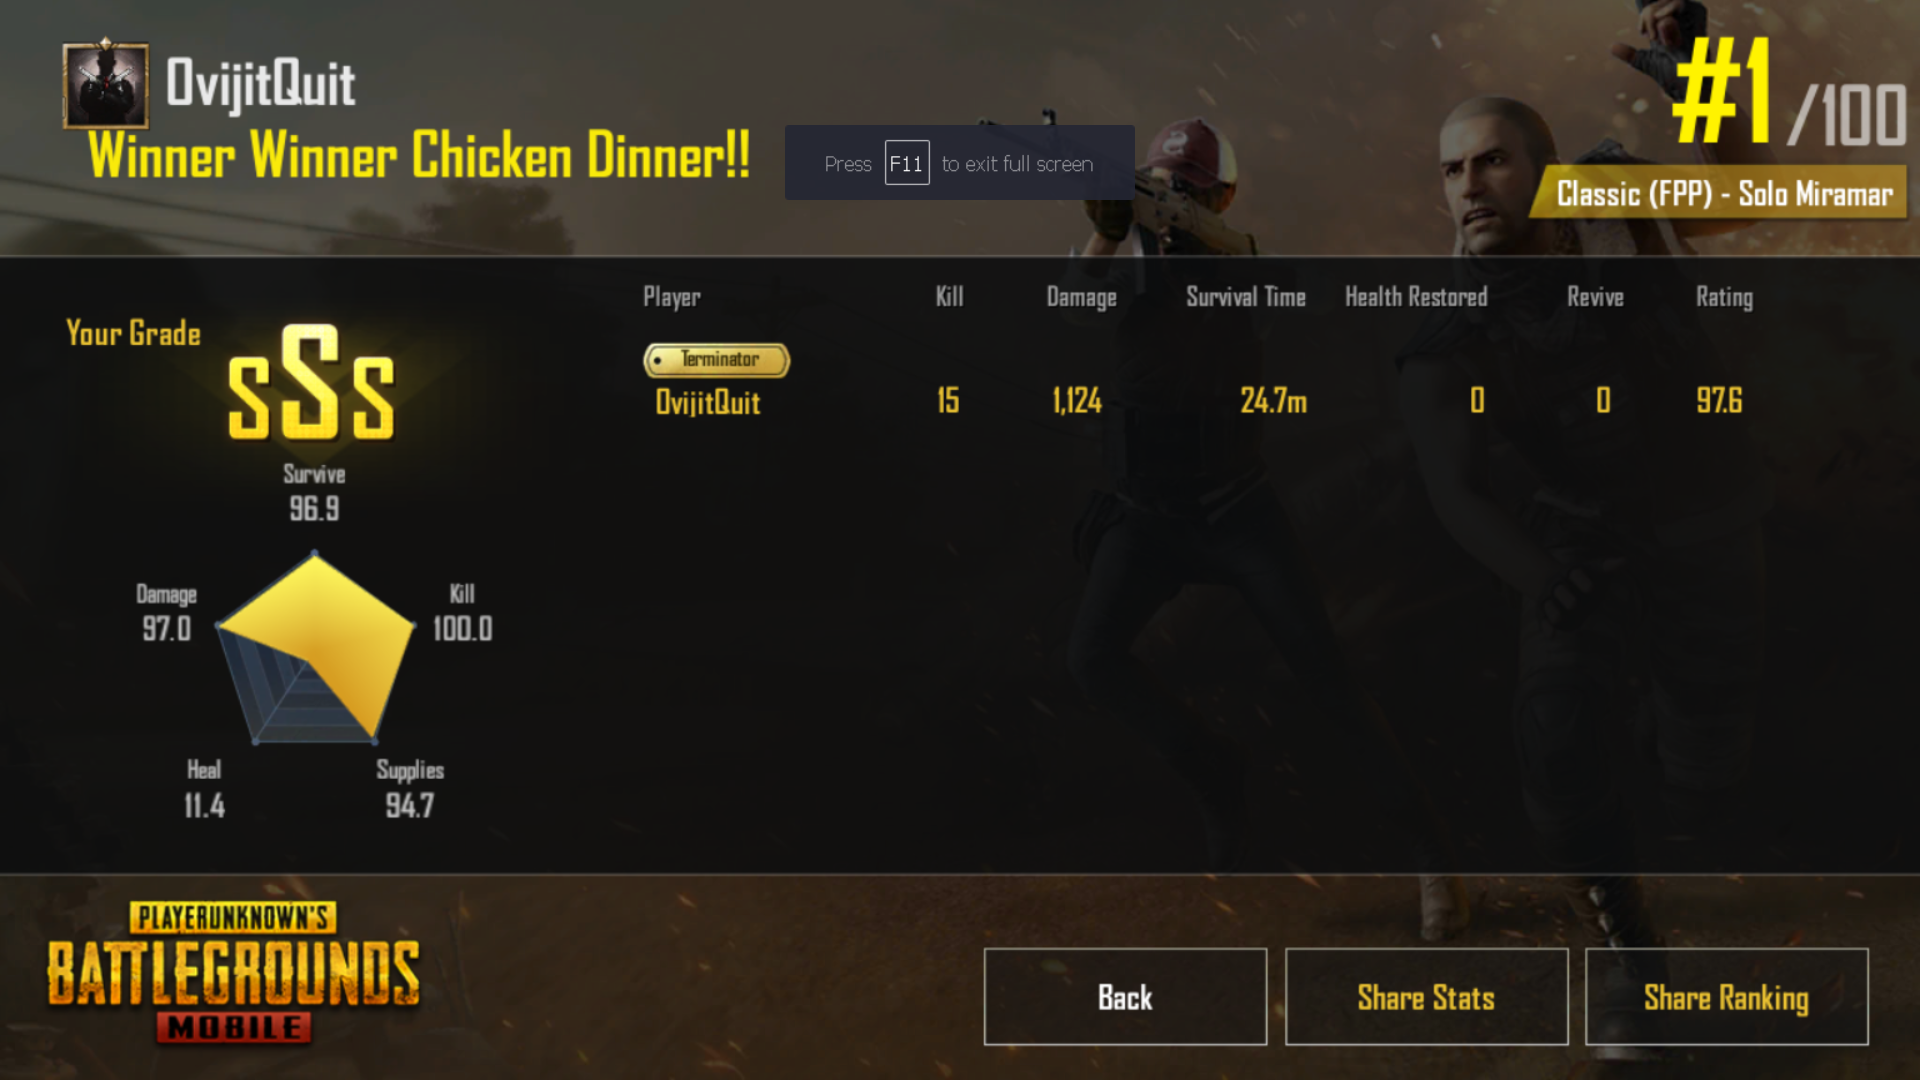 OvijitQuit
Winner Winner Chicken Dinner!!
Press F11 to exit full screen
#1 /100
Classic (FPP) - Solo Miramar
Your Grade
SSS
Player Kill Damage Survival Time Health Restored Revive Rating
Terminator
OvijitQuit 15 1,124 24.7m 0 0 97.6
Survive
96.9
Damage
97.0
Kill
100.0
Heal
11.4
Supplies
94.7
PLAYERUNKNOWN'S
BATTLEGROUNDS
MOBILE
Back
Share Stats
Share Ranking